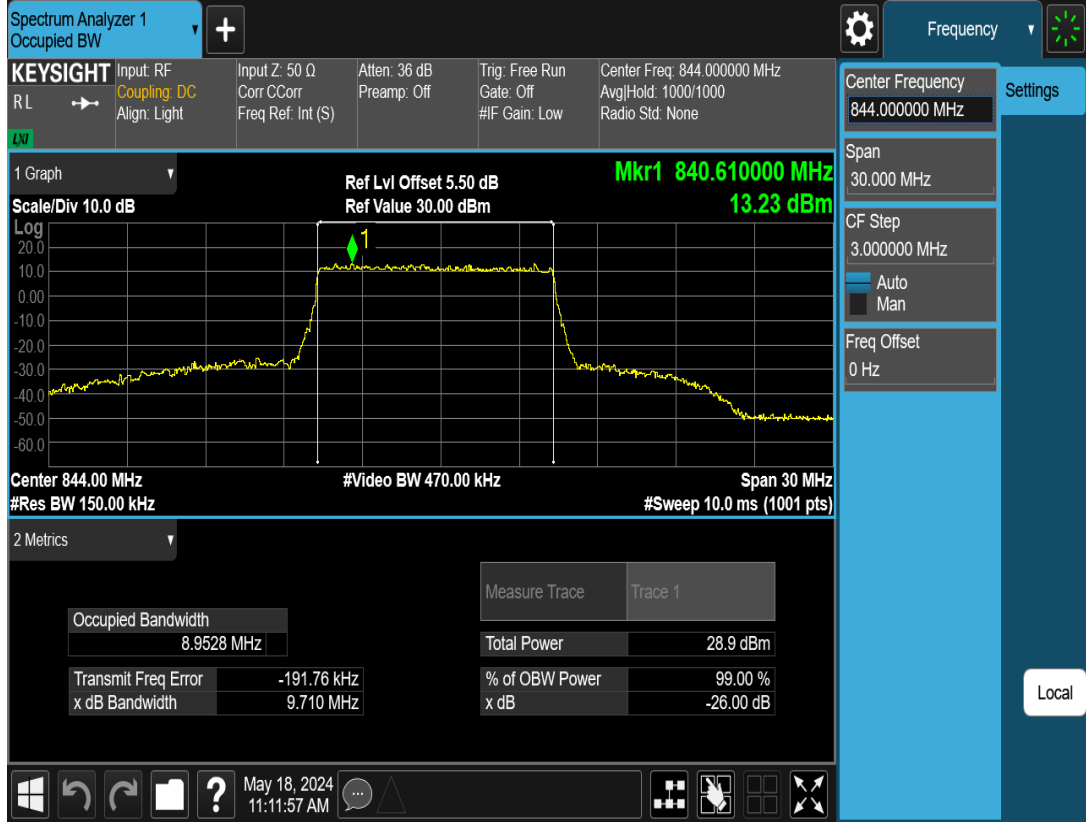 Spectrum Analyzer 1
Occupied BW
+
Frequency
KEYSIGHT
RL
LXI
Input: RF
Coupling: DC
Align: Light
Input Z: 50 Ω
Corr CCorr
Freq Ref: Int (S)
Atten: 36 dB
Preamp: Off
Trig: Free Run
Gate: Off
#IF Gain: Low
Center Freq: 844.000000 MHz
Avg|Hold: 1000/1000
Radio Std: None
Center Frequency
844.000000 MHz
Settings
Span
30.000 MHz
CF Step
3.000000 MHz
Auto
Man
Freq Offset
0 Hz
Local
1 Graph
Scale/Div 10.0 dB
Ref Lvl Offset 5.50 dB
Ref Value 30.00 dBm
Mkr1 840.610000 MHz
13.23 dBm
Log
1
20.0
10.0
0.00
-10.0
-20.0
-30.0
-40.0
-50.0
-60.0
Center 844.00 MHz
#Video BW 470.00 kHz
Span 30 MHz
#Res BW 150.00 kHz
#Sweep 10.0 ms (1001 pts)
2 Metrics
Measure Trace
Trace 1
Occupied Bandwidth
8.9528 MHz
Total Power
28.9 dBm
Transmit Freq Error
-191.76 kHz
% of OBW Power
99.00 %
x dB Bandwidth
9.710 MHz
x dB
-26.00 dB
?
May 18, 2024
11:11:57 AM